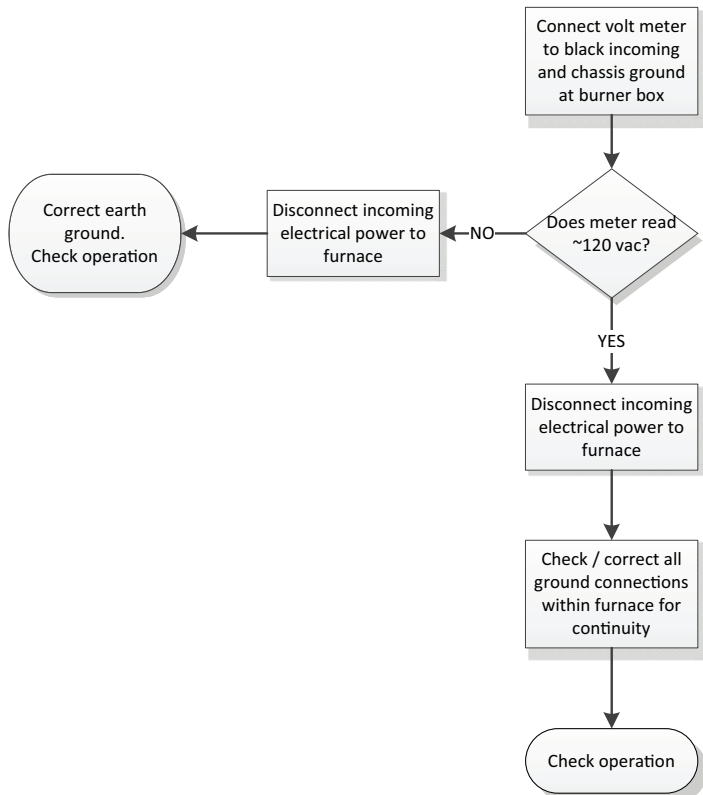 Connect volt meter
to black incoming
and chassis ground
at burner box
Does meter read
~120 vac?
NO
Disconnect incoming
electrical power to
furnace
Correct earth
ground.
Check operation
YES
Disconnect incoming
electrical power to
furnace
Check / correct all
ground connections
within furnace for
continuity
Check operation